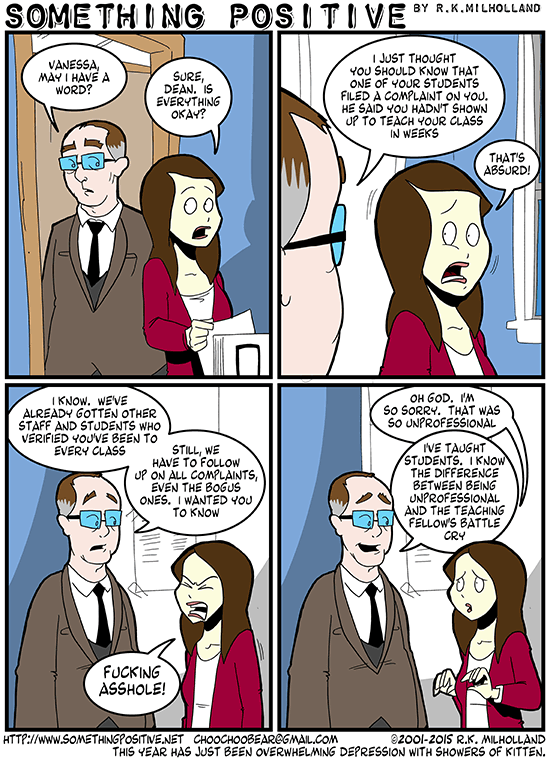 SOMETHING POSITIVE BY R.K.MILHOLLAND
VANESSA,
MAY I HAVE A
WORD?
SURE,
DEAN. IS
EVERYTHING
OKAY?
I JUST THOUGHT
YOU SHOULD KNOW THAT
ONE OF YOUR STUDENTS
FILED A COMPLAINT ON YOU.
HE SAID YOU HADN'T SHOWN
UP TO TEACH YOUR CLASS
IN WEEKS
THAT'S
ABSURD!
I KNOW. WE'VE
ALREADY GOTTEN OTHER
STAFF AND STUDENTS WHO
VERIFIED YOU'VE BEEN TO
EVERY CLASS
STILL, WE
HAVE TO FOLLOW
UP ON ALL COMPLAINTS,
EVEN THE BOGUS
ONES. I WANTED YOU
TO KNOW
FUCKING
ASSHOLE!
OH GOD. I'M
SO SORRY. THAT WAS
SO UNPROFESSIONAL
I'VE TAUGHT
STUDENTS. I KNOW
THE DIFFERENCE
BETWEEN BEING
UNPROFESSIONAL
AND THE TEACHING
FELLOW'S BATTLE
CRY
HTTP://WWW.SOMETHINGPOSITIVE.NET CHOOCHOOBEAR@GMAIL.COM ©2001-2015 R.K. MILHOLLAND
THIS YEAR HAS JUST BEEN OVERWHELMING DEPRESSION WITH SHOWERS OF KITTEN.